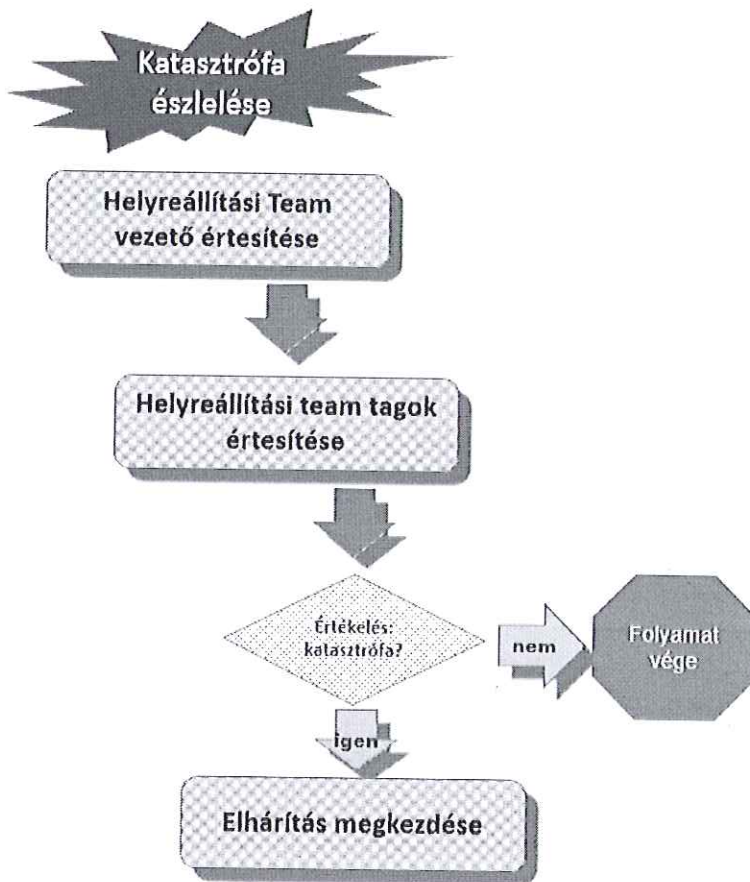 Katasztrófa
észlelése
Helyreállítási Team
vezető értesítése
Helyreállítási team tagok
értesítése
Értékelés:
katasztrófa?
nem
Folyamat
vége
igen
Elhárítás megkezdése